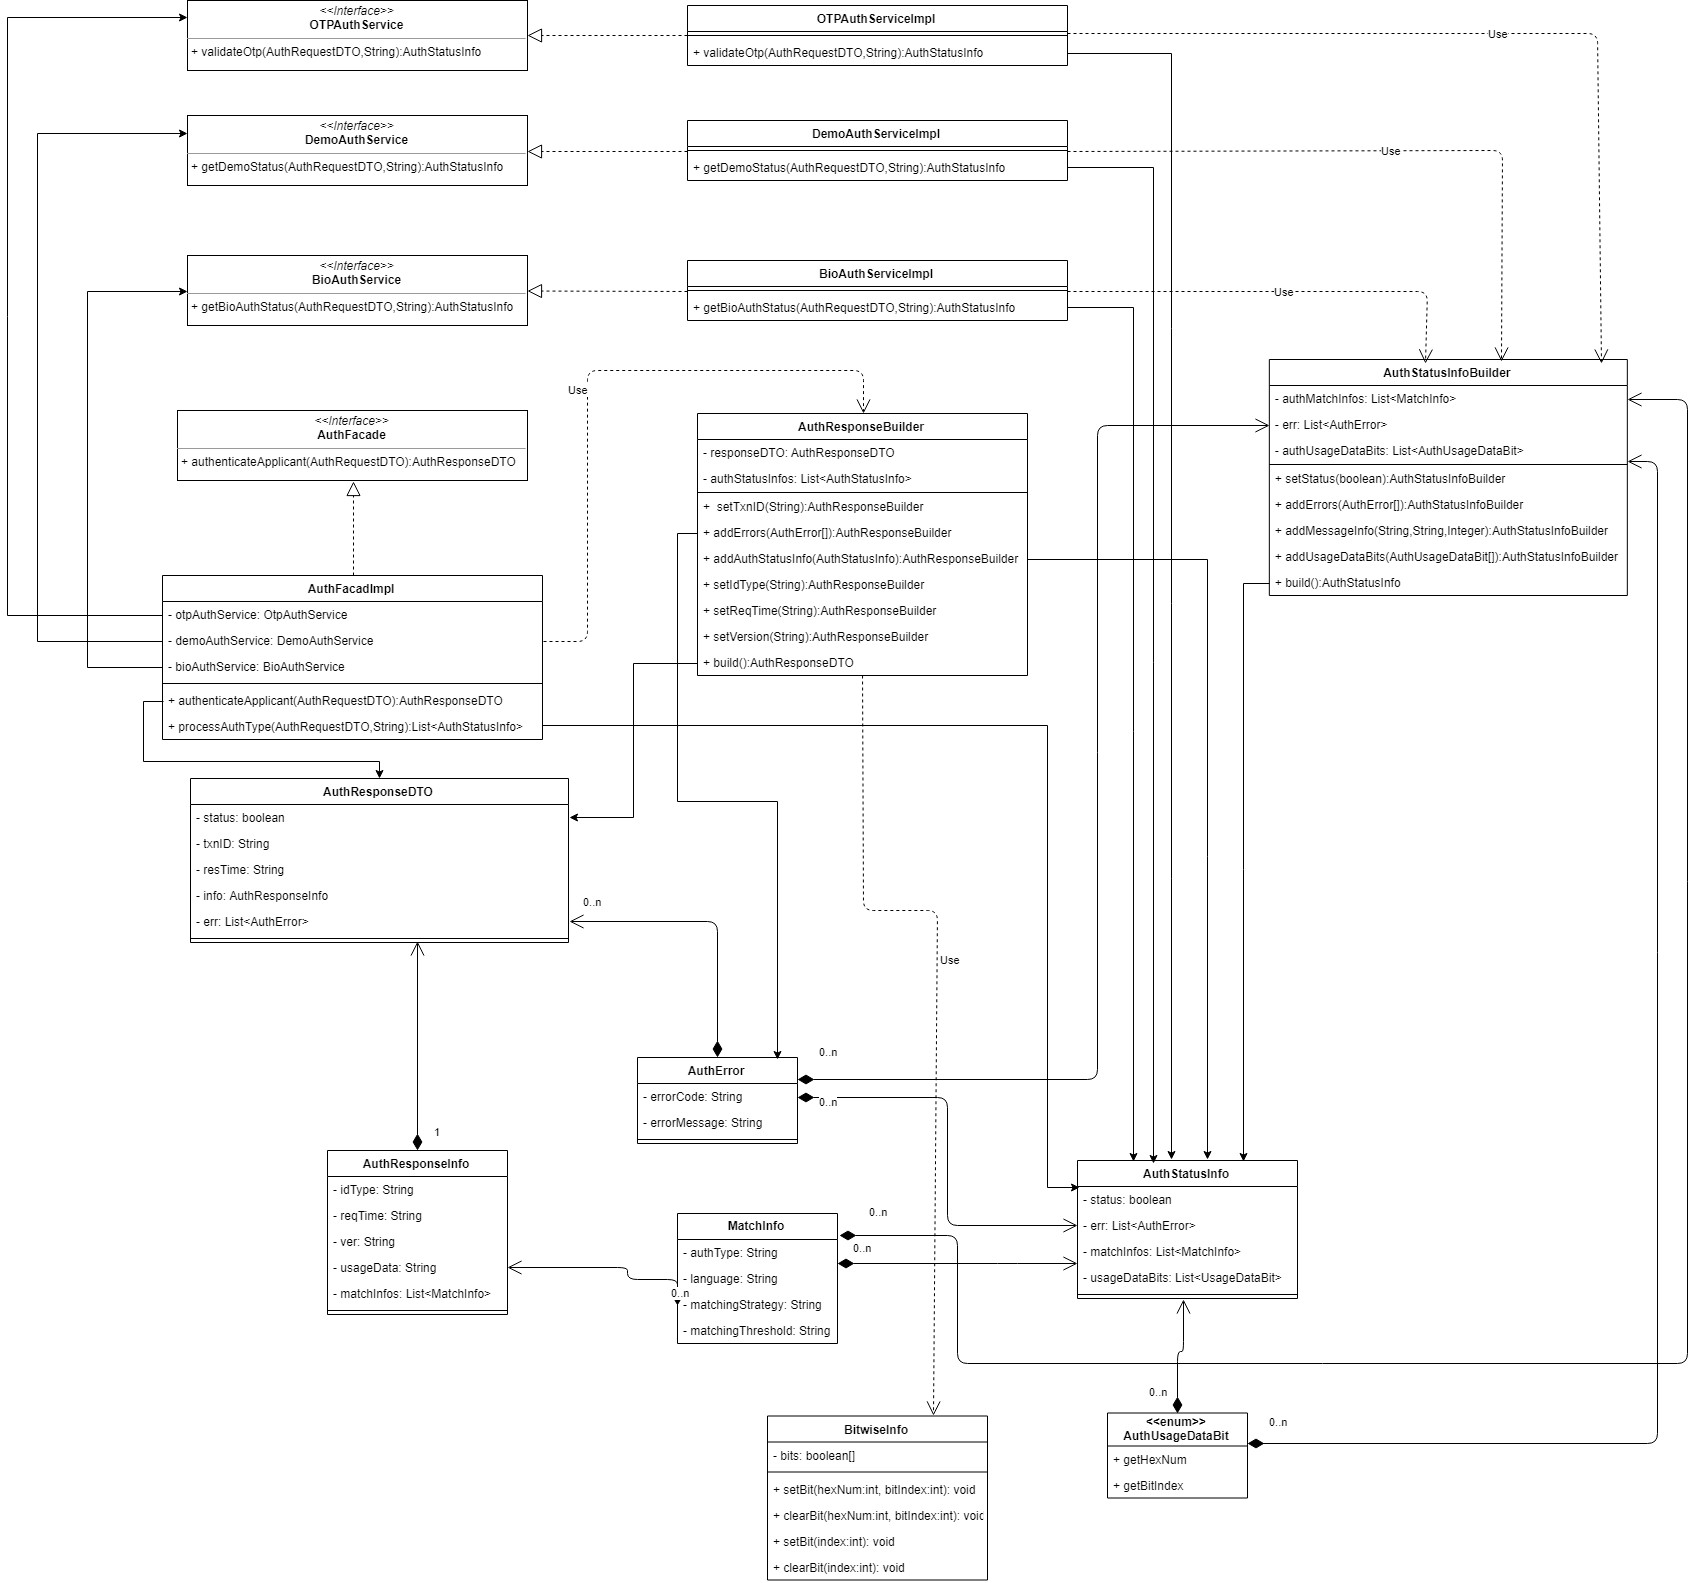 <<Interface>>
OTPAuthService
+ validateOtp(AuthRequestDTO,String):AuthStatusInfo
OTPAuthServiceImpl
+ validateOtp(AuthRequestDTO,String):AuthStatusInfo
Use
<<Interface>>
DemoAuthService
+ getDemoStatus(AuthRequestDTO,String):AuthStatusInfo
DemoAuthServiceImpl
+ getDemoStatus(AuthRequestDTO,String):AuthStatusInfo
Use
<<Interface>>
BioAuthService
+ getBioAuthStatus(AuthRequestDTO,String):AuthStatusInfo
BioAuthServiceImpl
+ getBioAuthStatus(AuthRequestDTO,String):AuthStatusInfo
Use
AuthStatusInfoBuilder
- authMatchInfos: List<MatchInfo>
- err: List<AuthError>
- authUsageDataBits: List<AuthUsageDataBit>
+ setStatus(boolean):AuthStatusInfoBuilder
+ addErrors(AuthError[]):AuthStatusInfoBuilder
+ addMessageInfo(String,String,Integer):AuthStatusInfoBuilder
+ addUsageDataBits(AuthUsageDataBit[]):AuthStatusInfoBuilder
+ build():AuthStatusInfo
Use
<<Interface>>
AuthFacade
+ authenticateApplicant(AuthRequestDTO):AuthResponseDTO
AuthResponseBuilder
- responseDTO: AuthResponseDTO
- authStatusInfos: List<AuthStatusInfo>
+ setTxnID(String):AuthResponseBuilder
+ addErrors(AuthError[]):AuthResponseBuilder
+ addAuthStatusInfo(AuthStatusInfo):AuthResponseBuilder
+ setIdType(String):AuthResponseBuilder
+ setReqTime(String):AuthResponseBuilder
+ setVersion(String):AuthResponseBuilder
+ build():AuthResponseDTO
AuthFacadImpl
- otpAuthService: OtpAuthService
- demoAuthService: DemoAuthService
- bioAuthService: BioAuthService
+ authenticateApplicant(AuthRequestDTO):AuthResponseDTO
+ processAuthType(AuthRequestDTO,String):List<AuthStatusInfo>
AuthResponseDTO
- status: boolean
- txnID: String
- resTime: String
- info: AuthResponseInfo
- err: List<AuthError>
0..n
Use
AuthError
- errorCode: String
- errorMessage: String
0..n
0..n
1
AuthResponseInfo
- idType: String
- reqTime: String
- ver: String
- usageData: String
- matchInfos: List<MatchInfo>
MatchInfo
- authType: String
- language: String
- matchingStrategy: String
- matchingThreshold: String
0..n
0..n
0..n
AuthStatusInfo
- status: boolean
- err: List<AuthError>
- matchInfos: List<MatchInfo>
- usageDataBits: List<UsageDataBit>
0..n
<<enum>>
AuthUsageDataBit
+ getHexNum
+ getBitIndex
0..n
BitwiseInfo
- bits: boolean[]
+ setBit(hexNum:int, bitIndex:int): void
+ clearBit(hexNum:int, bitIndex:int): voic
+ setBit(index:int): void
+ clearBit(index:int): void